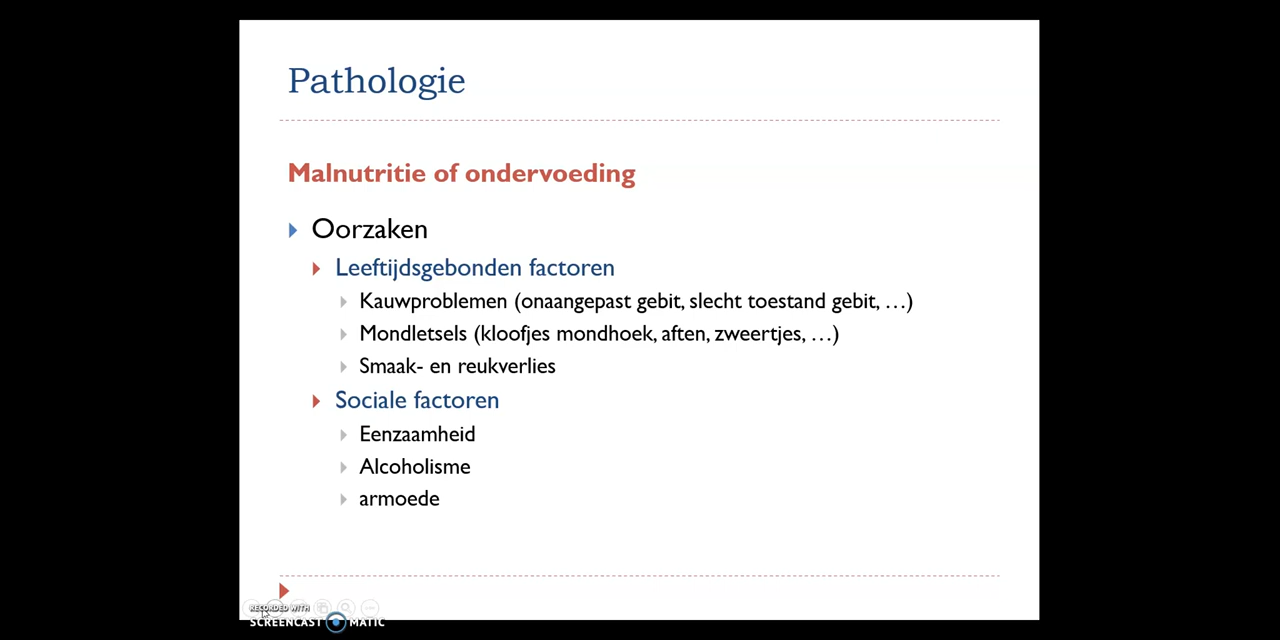 Pathologie
Malnutritie of ondervoeding
Oorzaken
Leeftijdsgebonden factoren
Kauwproblemen (onaangepast gebit, slecht toestand gebit, …)
Mondletsels (kloofjes mondhoek, aften, zweertjes, …)
Smaak- en reukverlies
Sociale factoren
Eenzaamheid
Alcoholisme
armoede
RECORDED WITH
SCREENCAST MATIC